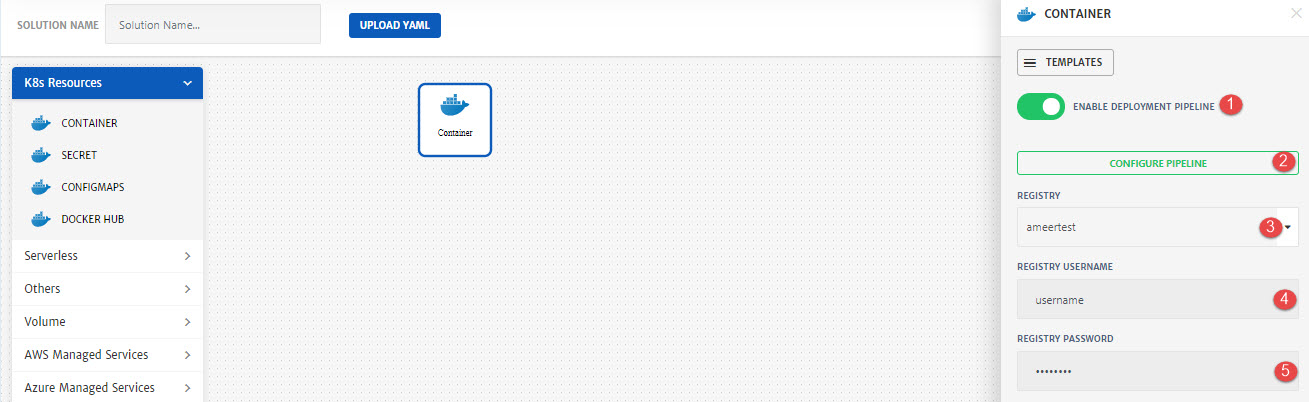 SOLUTION NAME
Solution Name...
UPLOAD YAML
K8s Resources
CONTAINER
SECRET
CONFIGMAPS
DOCKER HUB
Serverless
Others
Volume
AWS Managed Services
Azure Managed Services
Container
CONTAINER
TEMPLATES
ENABLE DEPLOYMENT PIPELINE 1
CONFIGURE PIPELINE 2
REGISTRY
ameertest 3
REGISTRY USERNAME
username 4
REGISTRY PASSWORD
•••••••• 5